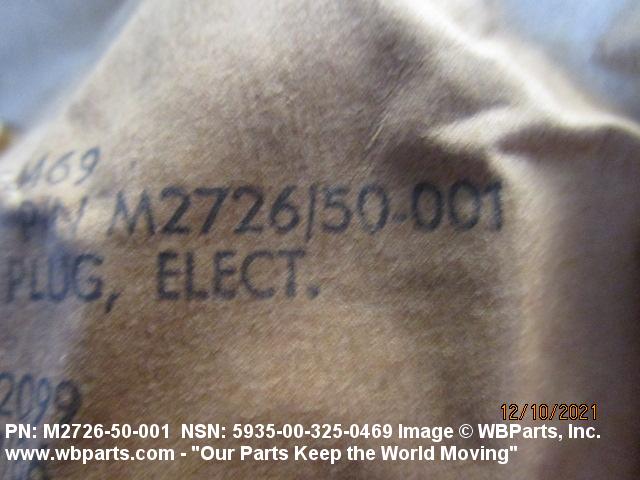 469
P/N M2726/50-001
PLUG, ELECT.
2099
12/10/2021
PN: M2726-50-001 NSN: 5935-00-325-0469 Image © WBParts, Inc.
www.wbparts.com - "Our Parts Keep the World Moving"